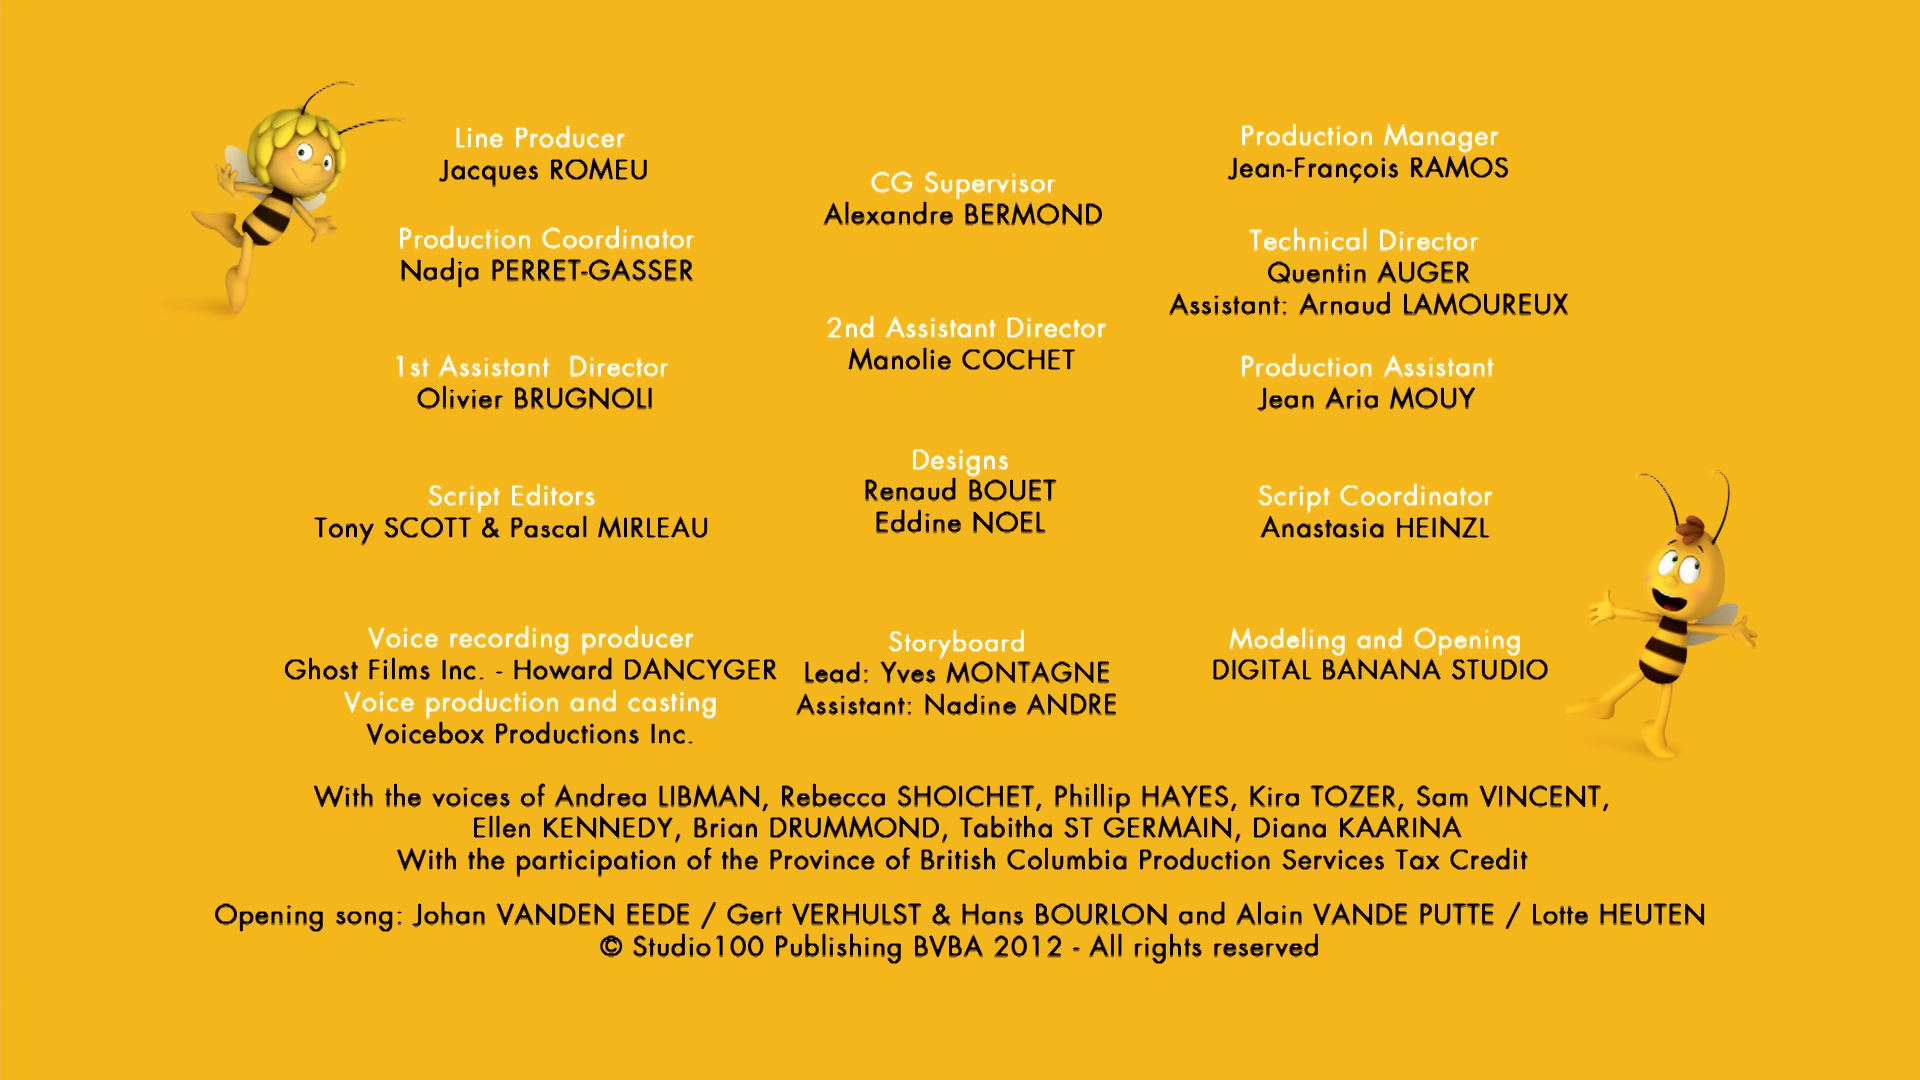 Line Producer
Jacques ROMEU
Production Coordinator
Nadja PERRET-GASSER
1st Assistant  Director
Olivier BRUGNOLI
Script Editors
Tony SCOTT & Pascal MIRLEAU
Voice recording producer
Ghost Films Inc. - Howard DANCYGER
Voice production and casting
Voicebox Productions Inc.
CG Supervisor
Alexandre BERMOND
2nd Assistant Director
Manolie COCHET
Designs
Renaud BOUET
Eddine NOEL
Storyboard
Lead: Yves MONTAGNE
Assistant: Nadine ANDRE
Production Manager
Jean-François RAMOS
Technical Director
Quentin AUGER
Assistant: Arnaud LAMOUREUX
Production Assistant
Jean Aria MOUY
Script Coordinator
Anastasia HEINZL
Modeling and Opening
DIGITAL BANANA STUDIO
With the voices of Andrea LIBMAN, Rebecca SHOICHET, Phillip HAYES, Kira TOZER, Sam VINCENT,
Ellen KENNEDY, Brian DRUMMOND, Tabitha ST GERMAIN, Diana KAARINA
With the participation of the Province of British Columbia Production Services Tax Credit
Opening song: Johan VANDEN EEDE / Gert VERHULST & Hans BOURLON and Alain VANDE PUTTE / Lotte HEUTEN
© Studio100 Publishing BVBA 2012 - All rights reserved